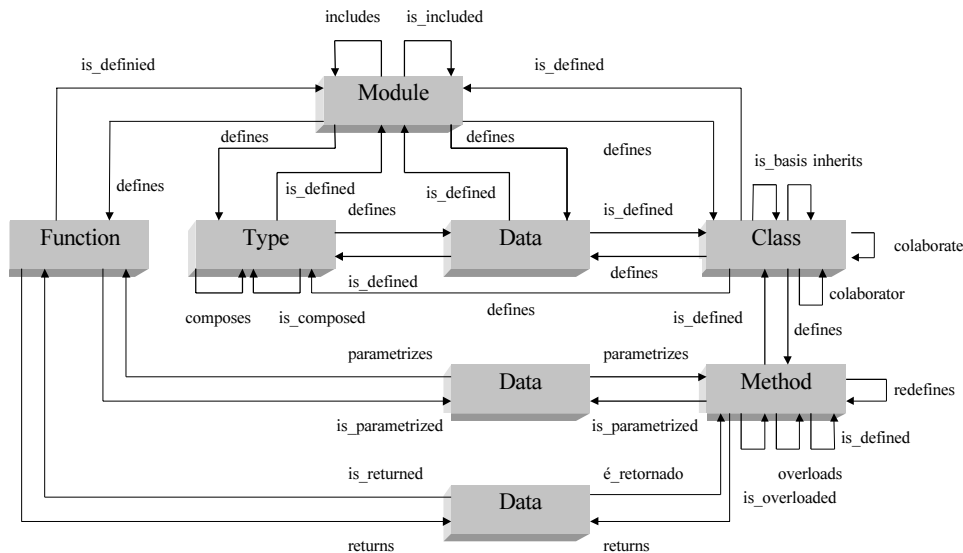 includes
is_included
is_definied
is_defined
Module
defines
defines
defines
is_basis inherits
defines
is_defined
is_defined
defines
is_defined
Function
Type
Data
Class
colaborate
is_defined
defines
colaborator
composes
is_composed
defines
is_defined
defines
parametrizes
parametrizes
Data
Method
redefines
is_parametrized
is_parametrized
is_defined
is_returned
é_retornado
overloads
is_overloaded
Data
returns
returns